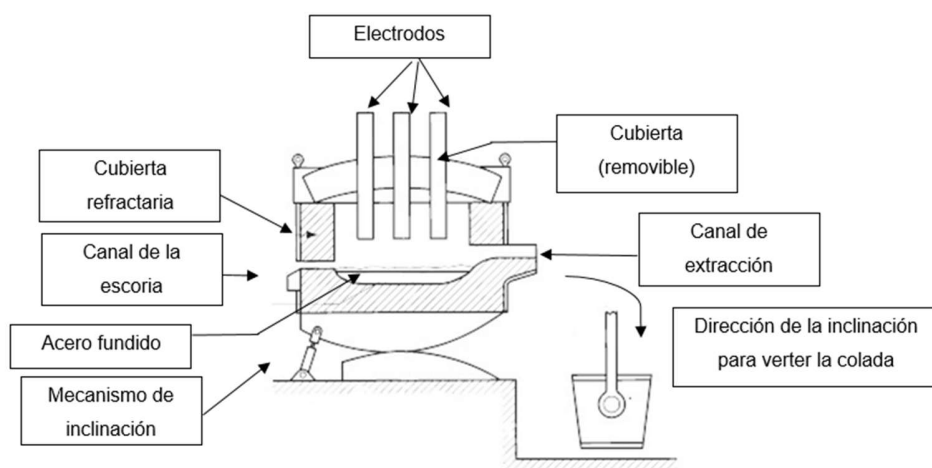 Electrodos
Cubierta
(removible)
Cubierta
refractaria
Canal de
extracción
Canal de la
escoria
Dirección de la inclinación
para verter la colada
Acero fundido
Mecanismo de
inclinación